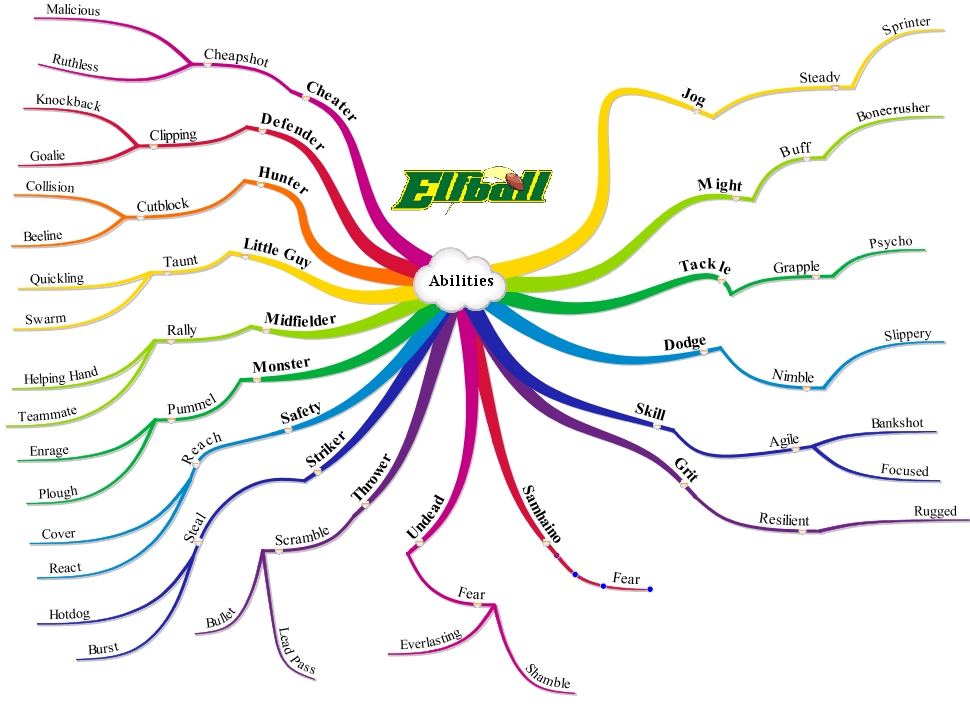 Elfball
Abilities
Cheater
Cheapshot
Malicious
Ruthless
Defender
Clipping
Knockback
Goalie
Hunter
Cutblock
Collision
Beeline
Little Guy
Taunt
Quickling
Swarm
Midfielder
Rally
Helping Hand
Teammate
Monster
Pummel
Enrage
Plough
Safety
Reach
Cover
React
Striker
Steal
Hotdog
Burst
Thrower
Scramble
Bullet
Lead Pass
Undead
Fear
Everlasting
Shamble
Samhaino
Fear
Jog
Steady
Sprinter
Might
Buff
Bonecrusher
Tackle
Grapple
Psycho
Dodge
Nimble
Slippery
Skill
Agile
Bankshot
Focused
Grit
Resilient
Rugged